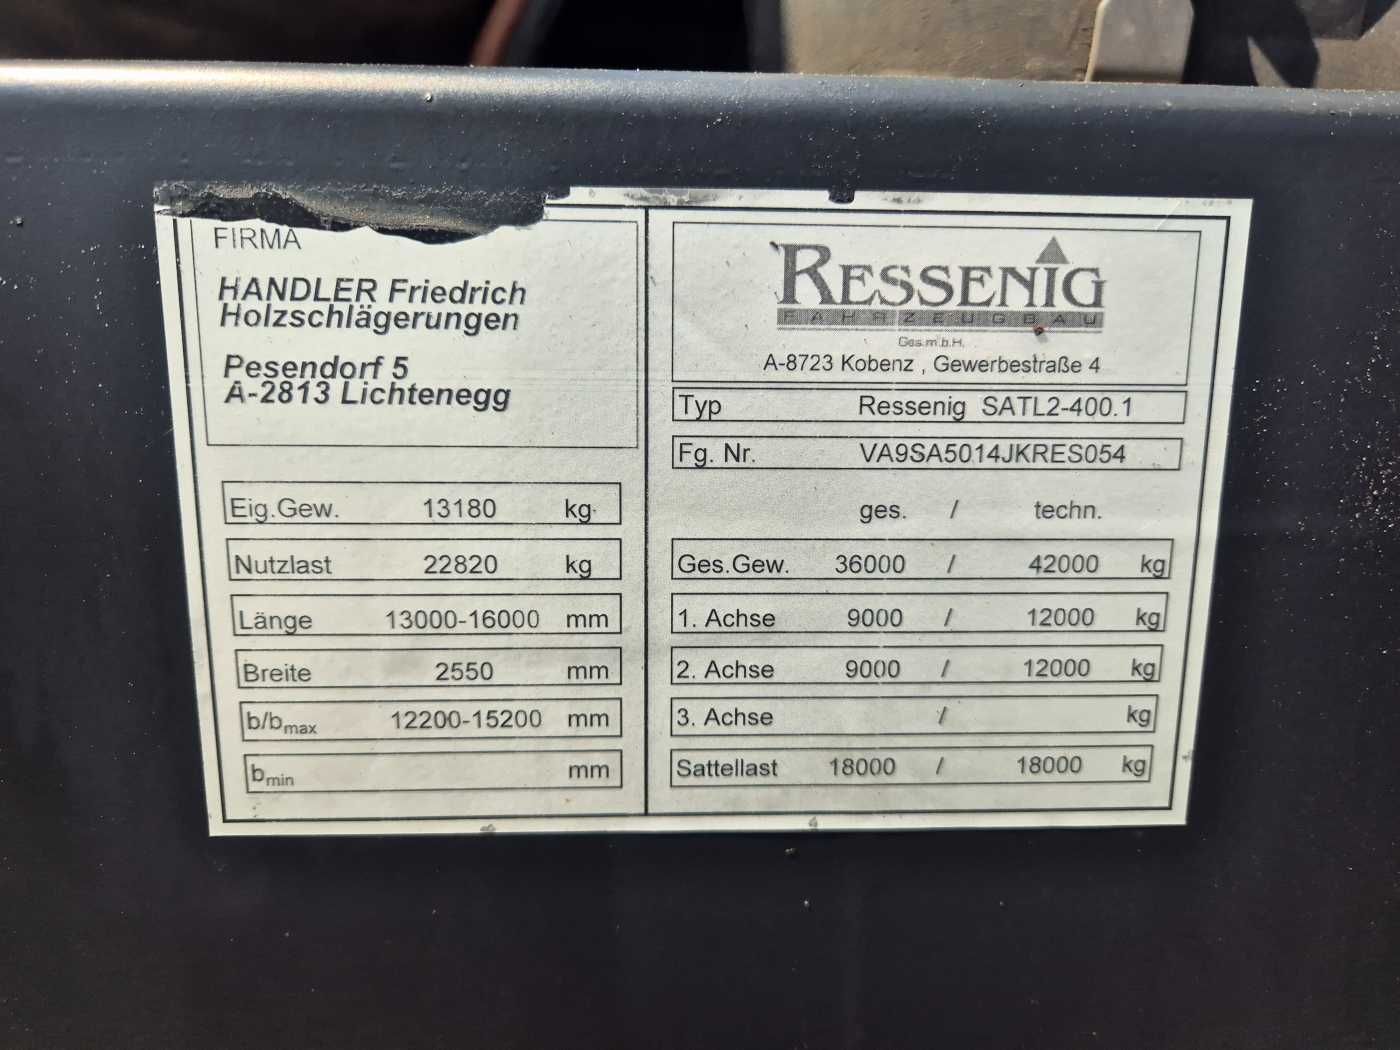 FIRMA
HANDLER Friedrich
Holzschlägerungen
Pesendorf 5
A-2813 Lichtenegg
Eig.Gew. 13180 kg
Nutzlast 22820 kg
Länge 13000-16000 mm
Breite 2550 mm
b/bmax 12200-15200 mm
bmin mm
RESSENIG
FAHRZEUGBAU
Ges.m.b.H.
A-8723 Kobenz , Gewerbestraße 4
Typ Ressenig SATL2-400.1
Fg. Nr. VA9SA5014JKRES054
ges. / techn.
Ges.Gew. 36000 / 42000 kg
1. Achse 9000 / 12000 kg
2. Achse 9000 / 12000 kg
3. Achse / kg
Sattellast 18000 / 18000 kg